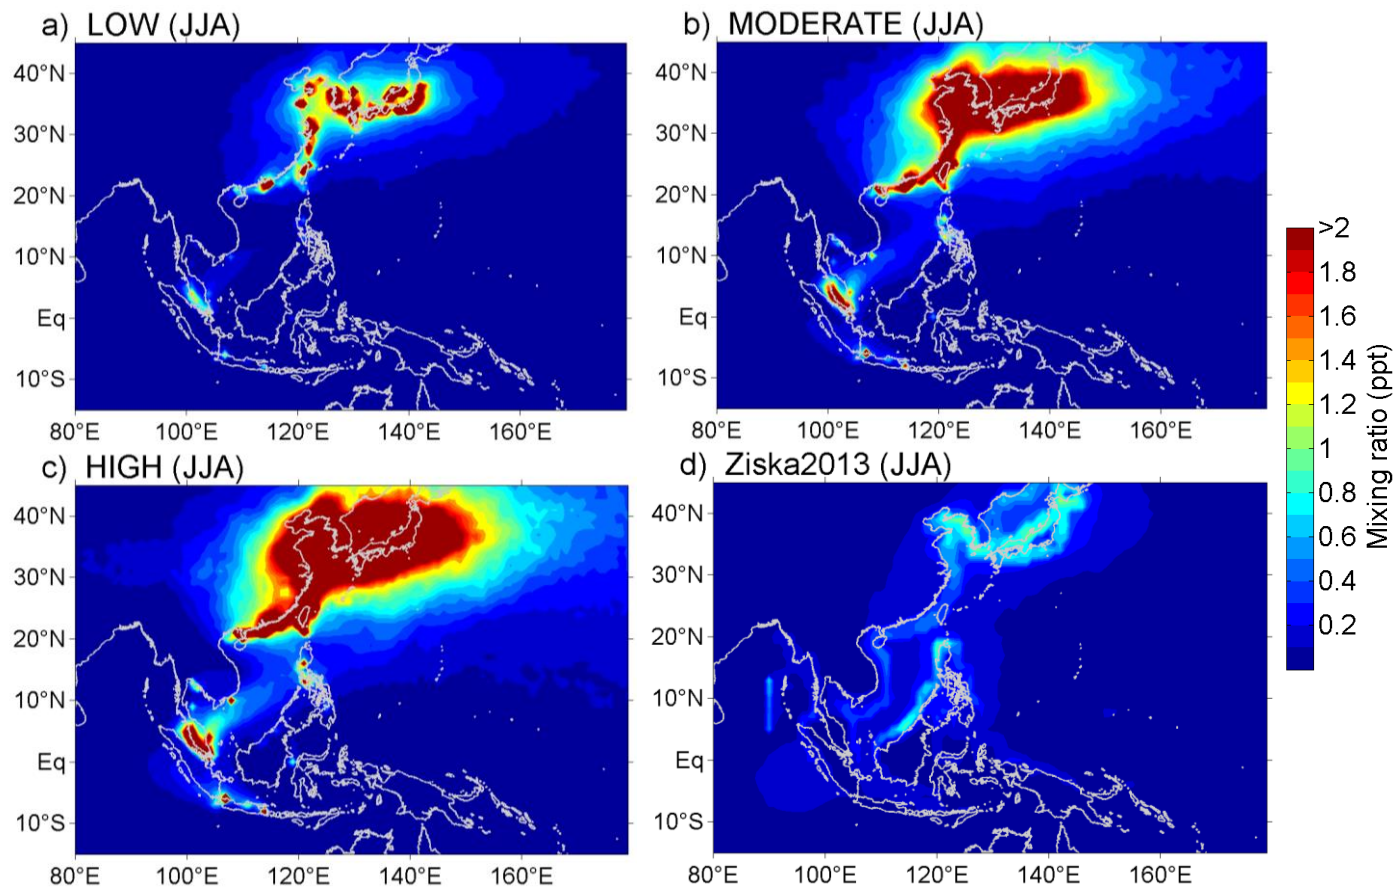 a) LOW (JJA)
b) MODERATE (JJA)
40°N
30°N
20°N
10°N
Eq
10°S
80°E 100°E 120°E 140°E 160°E
40°N
30°N
20°N
10°N
Eq
10°S
80°E 100°E 120°E 140°E 160°E
c) HIGH (JJA)
d) Ziska2013 (JJA)
40°N
30°N
20°N
10°N
Eq
10°S
80°E 100°E 120°E 140°E 160°E
40°N
30°N
20°N
10°N
Eq
10°S
80°E 100°E 120°E 140°E 160°E
>2
1.8
1.6
1.4
1.2
1
0.8
0.6
0.4
0.2
Mixing ratio (ppt)